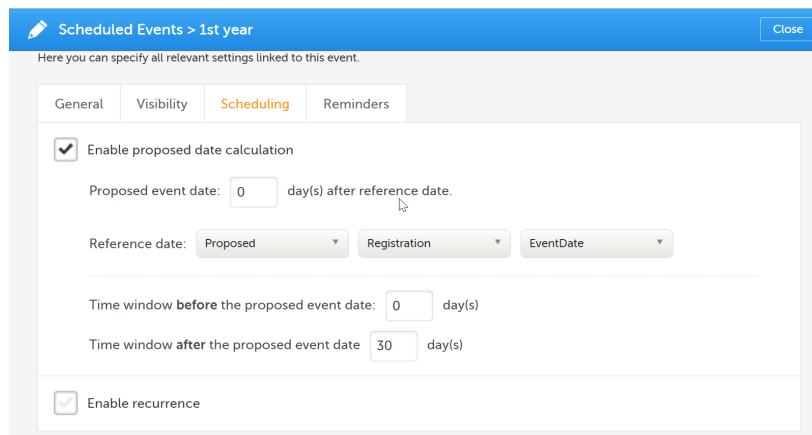 Scheduled Events > 1st year
Close
Here you can specify all relevant settings linked to this event.
General Visibility Scheduling Reminders
Enable proposed date calculation
Proposed event date: 0 day(s) after reference date.
Reference date: Proposed Registration EventDate
Time window before the proposed event date: 0 day(s)
Time window after the proposed event date 30 day(s)
Enable recurrence